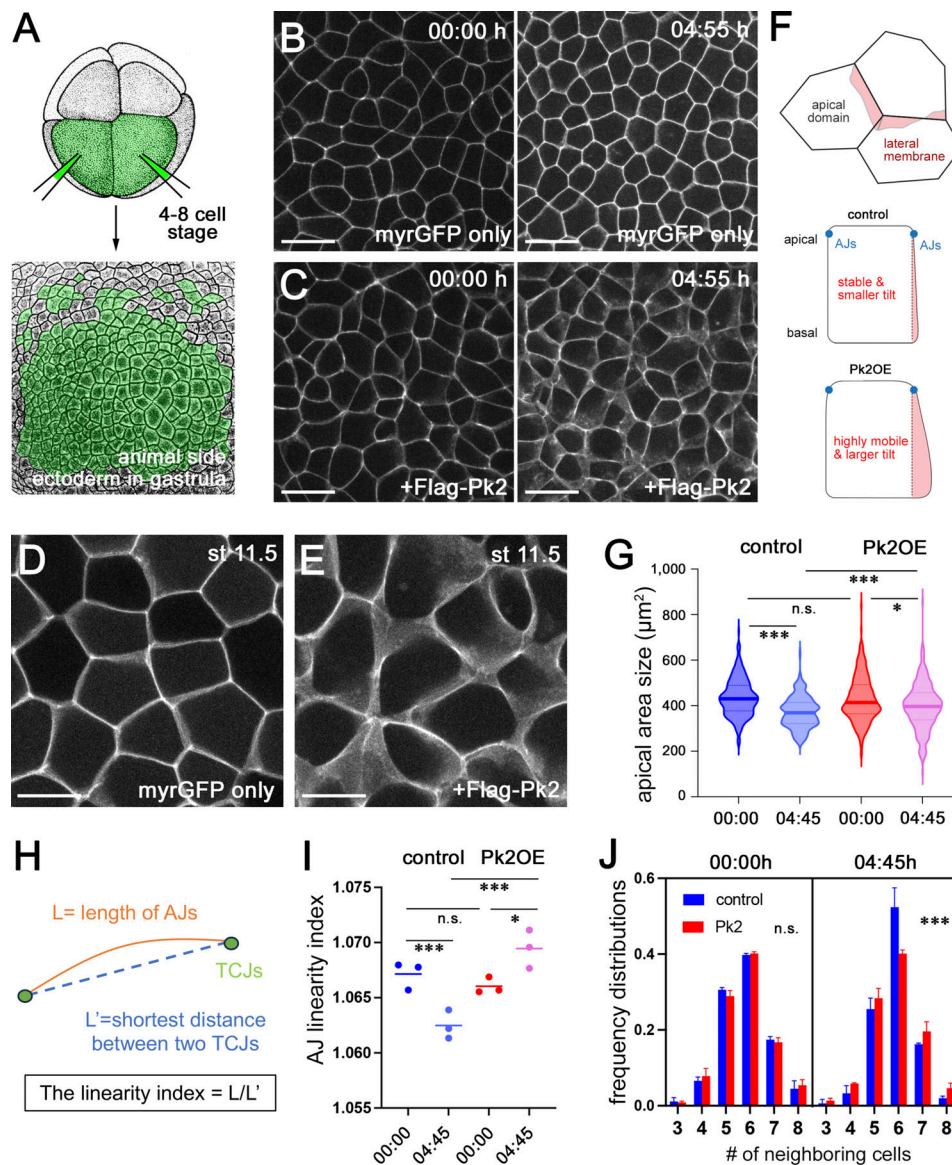 A
4-8 cell
stage
animal side
ectoderm in gastrula
B
00:00 h
myrGFP only
04:55 h
myrGFP only
C
00:00 h
+Flag-Pk2
04:55 h
+Flag-Pk2
F
apical
domain
lateral
membrane
control
apical
AJs
AJs
stable &
smaller tilt
basal
Pk2OE
highly mobile
& larger tilt
D
st 11.5
myrGFP only
E
st 11.5
+Flag-Pk2
G
control
Pk2OE
***
n.s.
***
*
apical area size (µm²)
1,000
800
600
400
200
0
00:00
04:45
00:00
04:45
H
L= length of AJs
TCJs
L'=shortest distance
between two TCJs
The linearity index = L/L'
I
control
Pk2OE
***
n.s.
***
*
AJ linearity index
1.075
1.070
1.065
1.060
1.055
00:00
04:45
00:00
04:45
J
00:00h
04:45h
control
Pk2
n.s.
***
frequency distributions
0.6
0.4
0.2
0.0
3 4 5 6 7 8
3 4 5 6 7 8
# of neighboring cells